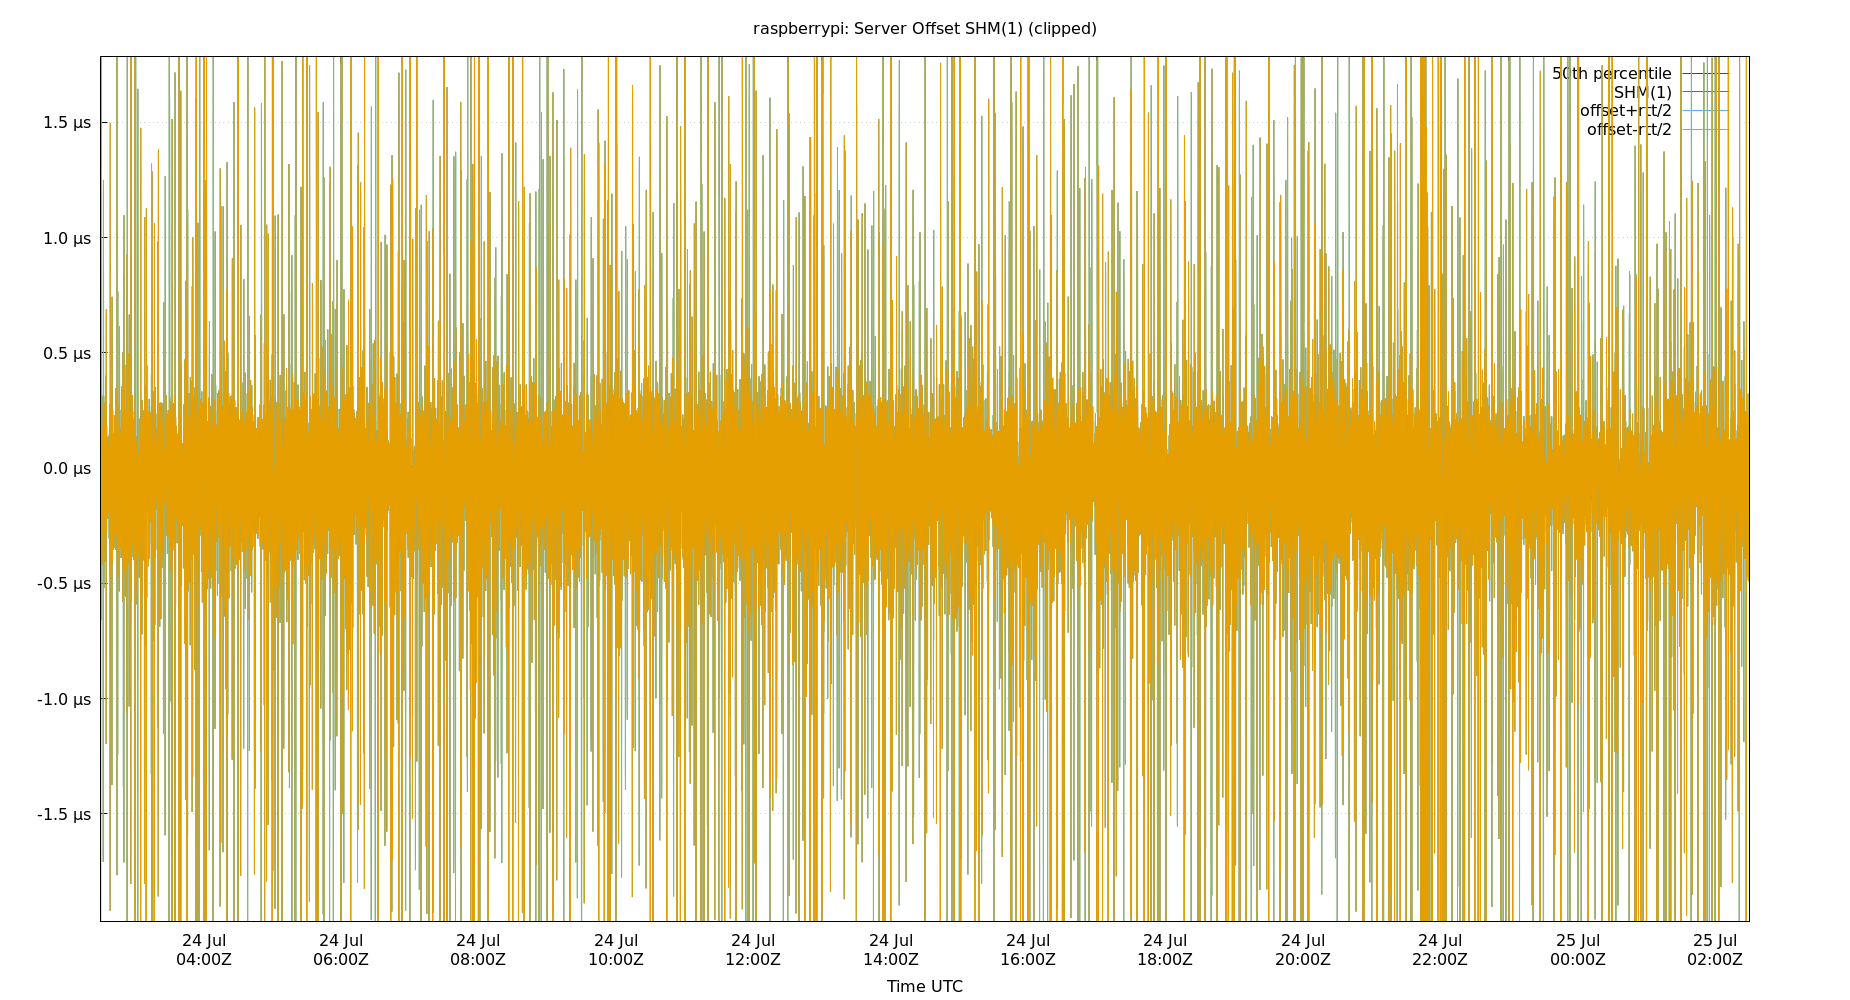 raspberrypi: Server Offset SHM(1) (clipped)
50th percentile
SHM(1)
offset+rtt/2
offset-rtt/2
1.5 µs
1.0 µs
0.5 µs
0.0 µs
-0.5 µs
-1.0 µs
-1.5 µs
24 Jul 24 Jul 24 Jul 24 Jul 24 Jul 24 Jul 24 Jul 24 Jul 24 Jul 24 Jul 25 Jul 25 Jul
04:00Z 06:00Z 08:00Z 10:00Z 12:00Z 14:00Z 16:00Z 18:00Z 20:00Z 22:00Z 00:00Z 02:00Z
Time UTC